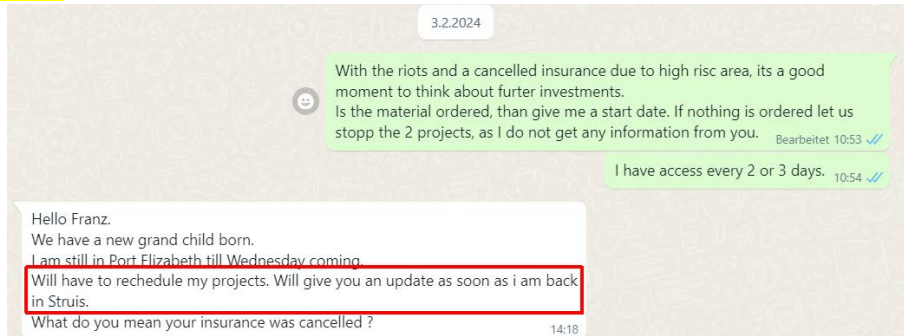 3.2.2024
With the riots and a cancelled insurance due to high risc area, its a good
moment to think about furter investments.
Is the material ordered, than give me a start date. If nothing is ordered let us
stopp the 2 projects, as I do not get any information from you.
Bearbeitet 10:53
I have access every 2 or 3 days. 10:54
Hello Franz.
We have a new grand child born.
I am still in Port Elizabeth till Wednesday coming.
Will have to rechedule my projects. Will give you an update as soon as i am back
in Struis.
What do you mean your insurance was cancelled ?
14:18